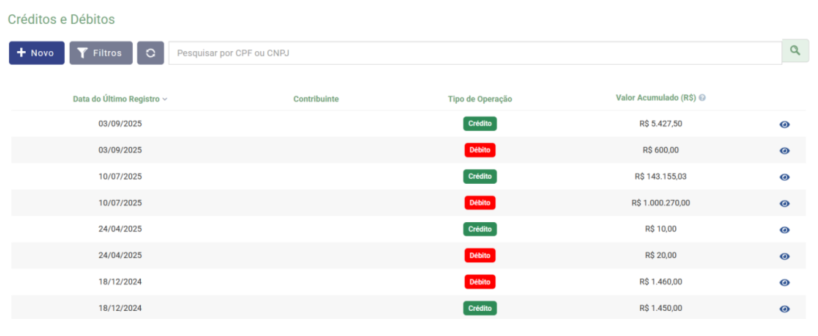 Créditos e Débitos
+ Novo Filtros Pesquisar por CPF ou CNPJ
Data do Último Registro Contribuinte Tipo de Operação Valor Acumulado (R$)
03/09/2025 Crédito R$ 5.427,50
03/09/2025 Débito R$ 600,00
10/07/2025 Crédito R$ 143.155,03
10/07/2025 Débito R$ 1.000.270,00
24/04/2025 Crédito R$ 10,00
24/04/2025 Débito R$ 20,00
18/12/2024 Débito R$ 1.460,00
18/12/2024 Crédito R$ 1.450,00